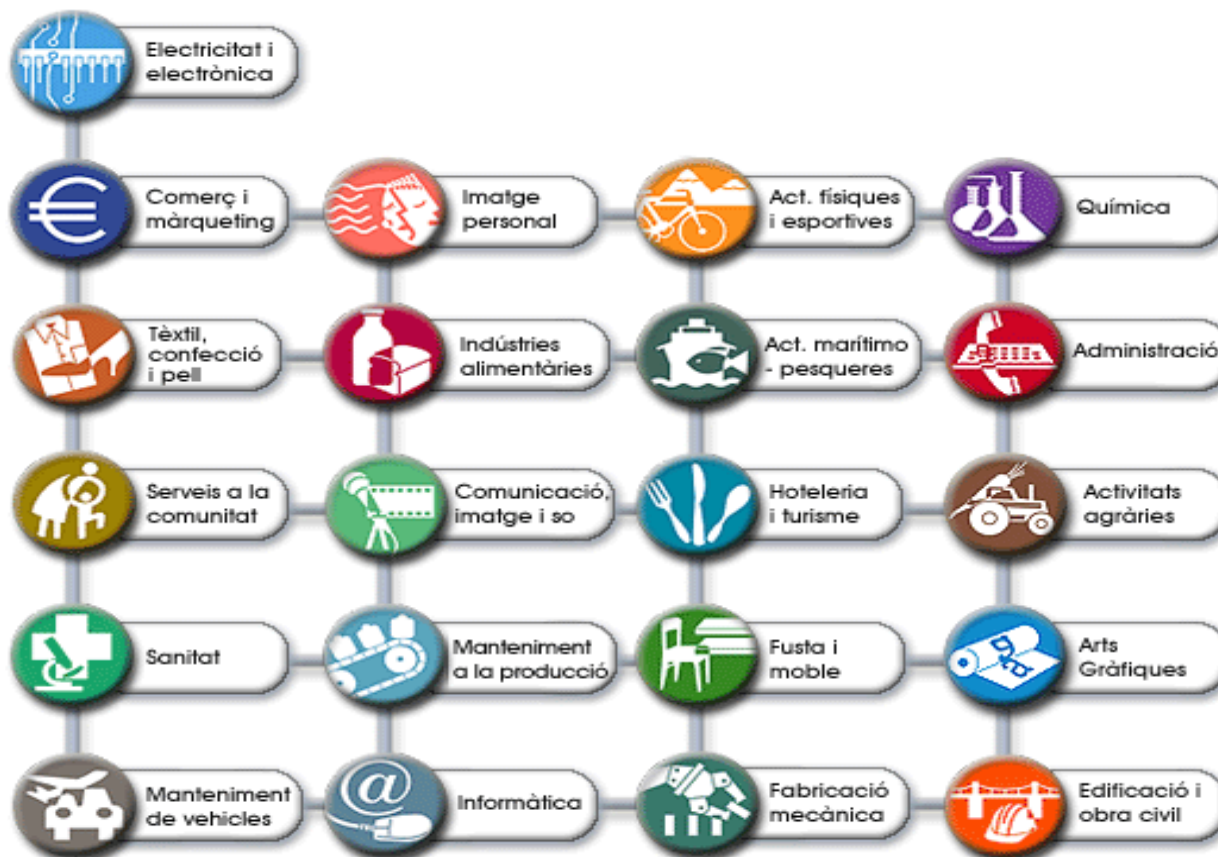 Electricitat i
electrònica
Comerç i
màrqueting
Imatge
personal
Act. físiques
i esportives
Química
Tèxtil,
confecció
i pell
Indústries
alimentàries
Act. marítimo
- pesqueres
Administració
Serveis a la
comunitat
Comunicació,
imatge i so
Hoteleria
i turisme
Activitats
agràries
Sanitat
Manteniment
a la producció
Fusta i
moble
Arts
Gràfiques
Manteniment
de vehicles
Informàtica
Fabricació
mecànica
Edificació i
obra civil